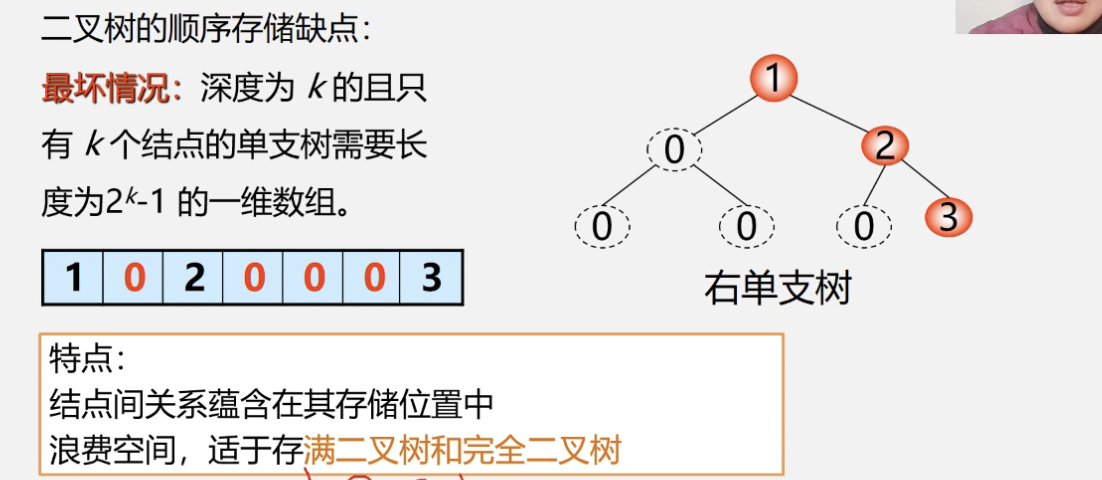 二叉树的顺序存储缺点：
最坏情况：深度为 k 的且只
有 k 个结点的单支树需要长
度为2ᵏ-1 的一维数组。
1 0 2 0 0 0 3
1
0 2
0 0 0 3
右单支树
特点：
结点间关系蕴含在其存储位置中
浪费空间，适于存满二叉树和完全二叉树